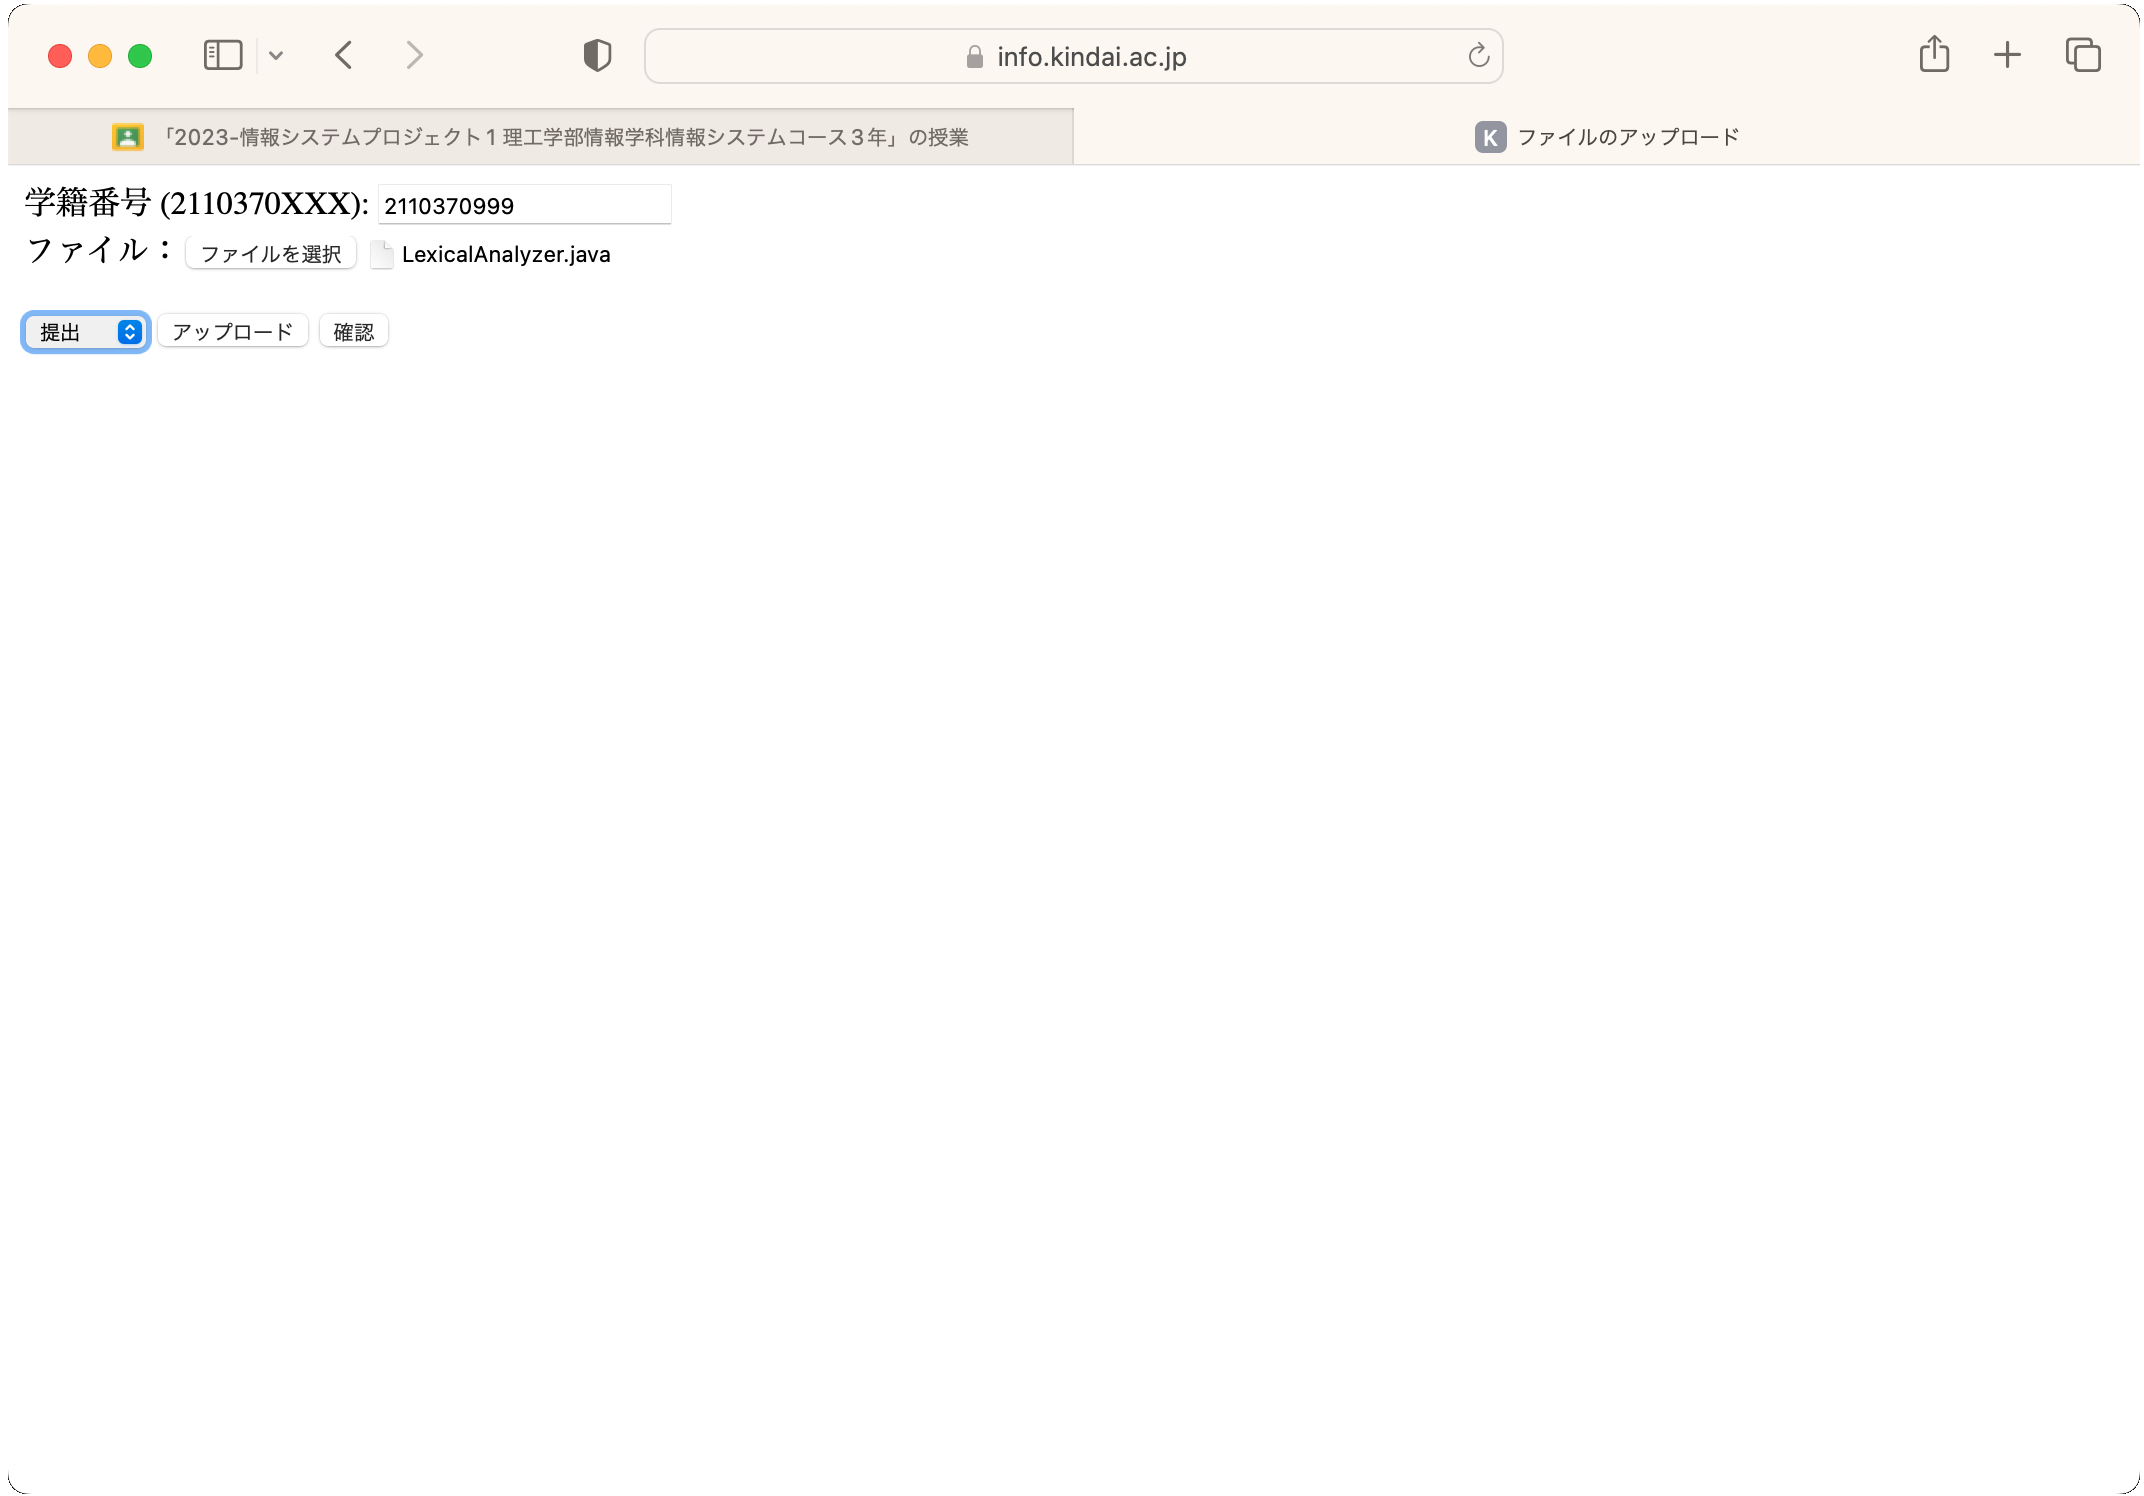 info.kindai.ac.jp
「2023-情報システムプロジェクト1 理工学部情報学科情報システムコース3年」の授業
K ファイルのアップロード
学籍番号 (2110370XXX): 2110370999
ファイル： ファイルを選択 LexicalAnalyzer.java
提出 アップロード 確認